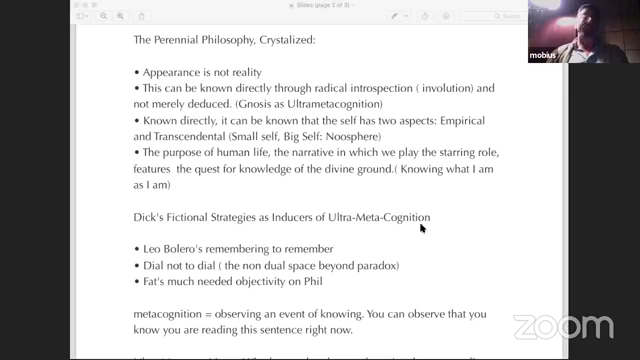 Slides (page 2 of 3)
Search
The Perennial Philosophy, Crystalized:
• Appearance is not reality
• This can be known directly through radical introspection ( involution) and
not merely deduced. (Gnosis as Ultrametacognition)
• Known directly, it can be known that the self has two aspects: Empirical
and Transcendental (Small self, Big Self: Noosphere)
• The purpose of human life, the narrative in which we play the starring role,
features the quest for knowledge of the divine ground.( Knowing what I am
as I am)
Dick's Fictional Strategies as Inducers of Ultra-Meta-Cognition
• Leo Bolero's remembering to remember
• Dial not to dial ( the non dual space beyond paradox)
• Fat's much needed objectivity on Phil
metacognition = observing an event of knowing. You can observe that you
know you are reading this sentence right now.
mobius
zoom